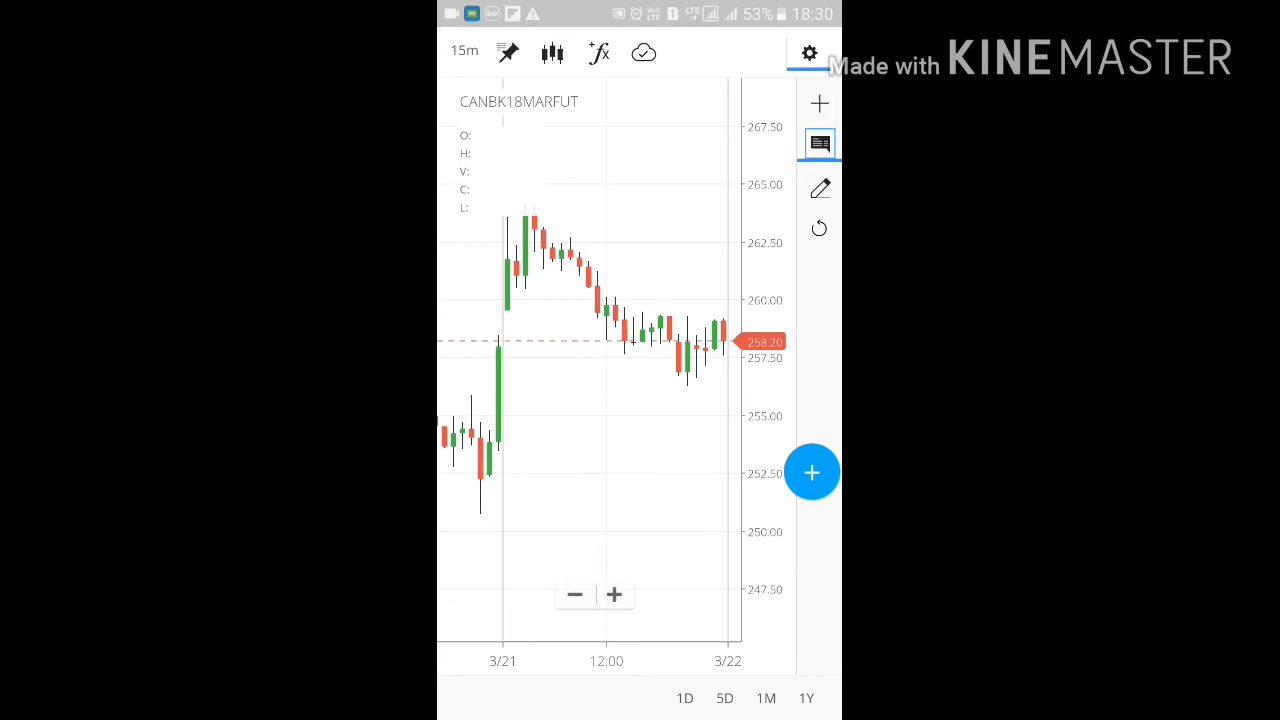 53% 18:30
15m
Made with KINEMASTER
CANBK18MARFUT
O:
H:
V:
C:
L:
267.50
265.00
262.50
260.00
258.20
257.50
255.00
252.50
250.00
247.50
3/21 12:00 3/22
1D 5D 1M 1Y